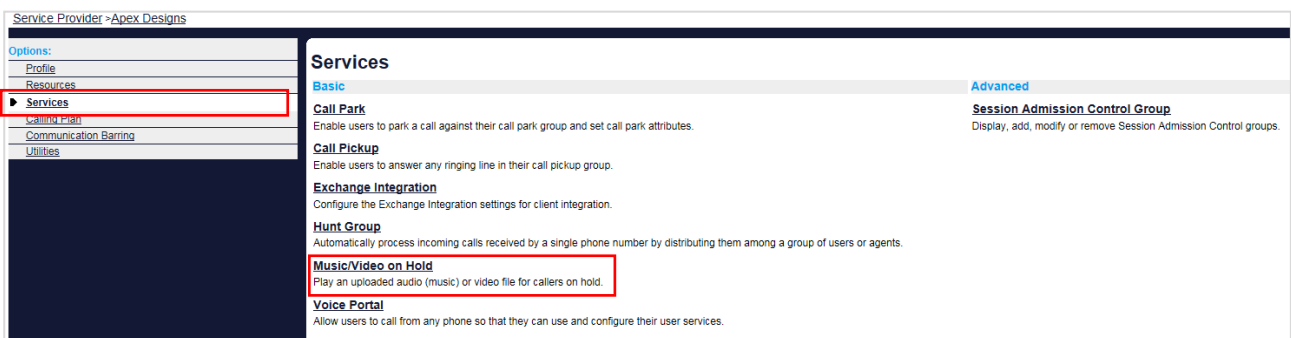 Service Provider >Apex Designs
Options:
Profile
Resources
Services
Calling Plan
Communication Barring
Utilities
Services
Basic
Call Park
Enable users to park a call against their call park group and set call park attributes.
Call Pickup
Enable users to answer any ringing line in their call pickup group.
Exchange Integration
Configure the Exchange Integration settings for client integration.
Hunt Group
Automatically process incoming calls received by a single phone number by distributing them among a group of users or agents.
Music/Video on Hold
Play an uploaded audio (music) or video file for callers on hold.
Voice Portal
Allow users to call from any phone so that they can use and configure their user services.
Advanced
Session Admission Control Group
Display, add, modify or remove Session Admission Control groups.